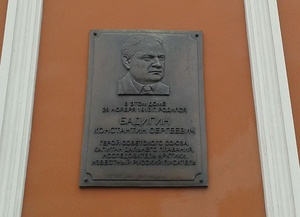 В ЭТОМ ДОМЕ
29 НОЯБРЯ 1910 Г. РОДИЛСЯ
БАДИГИН
КОНСТАНТИН СЕРГЕЕВИЧ
ГЕРОЙ СОВЕТСКОГО СОЮЗА,
КАПИТАН ДАЛЬНЕГО ПЛАВАНИЯ,
ИССЛЕДОВАТЕЛЬ АРКТИКИ,
ИЗВЕСТНЫЙ РУССКИЙ ПИСАТЕЛЬ